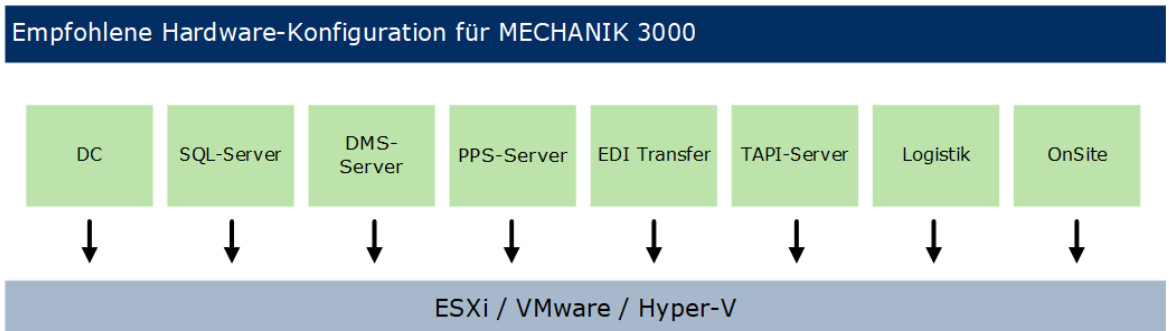 Empfohlene Hardware-Konfiguration für MECHANIK 3000
DC
SQL-Server
DMS-
Server
PPS-Server
EDI Transfer
TAPI-Server
Logistik
OnSite
ESXi / VMware / Hyper-V